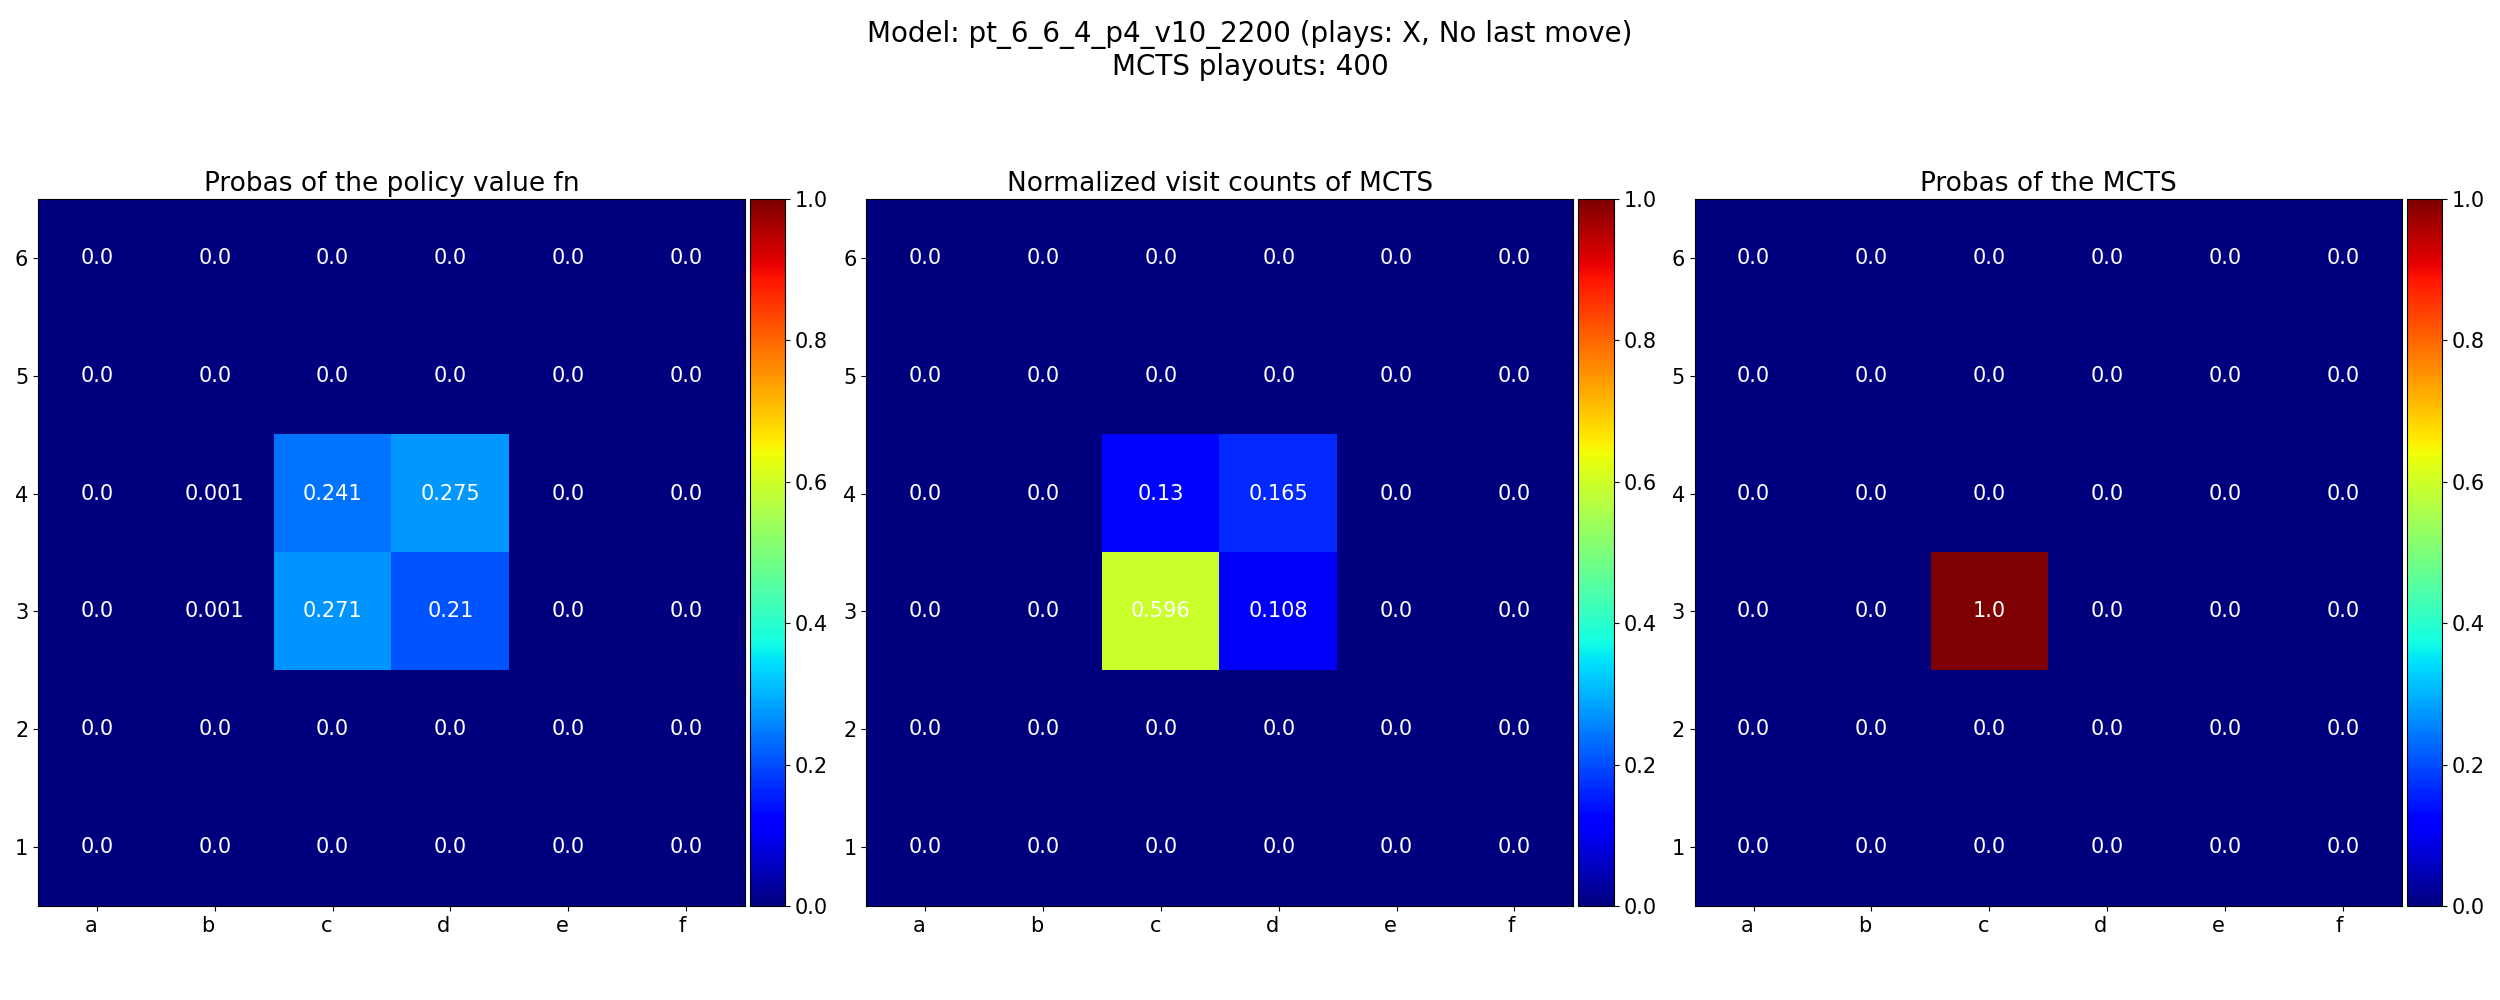 Model: pt_6_6_4_p4_v10_2200 (plays: X, No last move)
MCTS playouts: 400
Probas of the policy value fn
6 0.0 0.0 0.0 0.0 0.0 0.0
5 0.0 0.0 0.0 0.0 0.0 0.0
4 0.0 0.001 0.241 0.275 0.0 0.0
3 0.0 0.001 0.271 0.21 0.0 0.0
2 0.0 0.0 0.0 0.0 0.0 0.0
1 0.0 0.0 0.0 0.0 0.0 0.0
a b c d e f
1.0
0.8
0.6
0.4
0.2
0.0
Normalized visit counts of MCTS
6 0.0 0.0 0.0 0.0 0.0 0.0
5 0.0 0.0 0.0 0.0 0.0 0.0
4 0.0 0.0 0.13 0.165 0.0 0.0
3 0.0 0.0 0.596 0.108 0.0 0.0
2 0.0 0.0 0.0 0.0 0.0 0.0
1 0.0 0.0 0.0 0.0 0.0 0.0
a b c d e f
1.0
0.8
0.6
0.4
0.2
0.0
Probas of the MCTS
6 0.0 0.0 0.0 0.0 0.0 0.0
5 0.0 0.0 0.0 0.0 0.0 0.0
4 0.0 0.0 0.0 0.0 0.0 0.0
3 0.0 0.0 1.0 0.0 0.0 0.0
2 0.0 0.0 0.0 0.0 0.0 0.0
1 0.0 0.0 0.0 0.0 0.0 0.0
a b c d e f
1.0
0.8
0.6
0.4
0.2
0.0